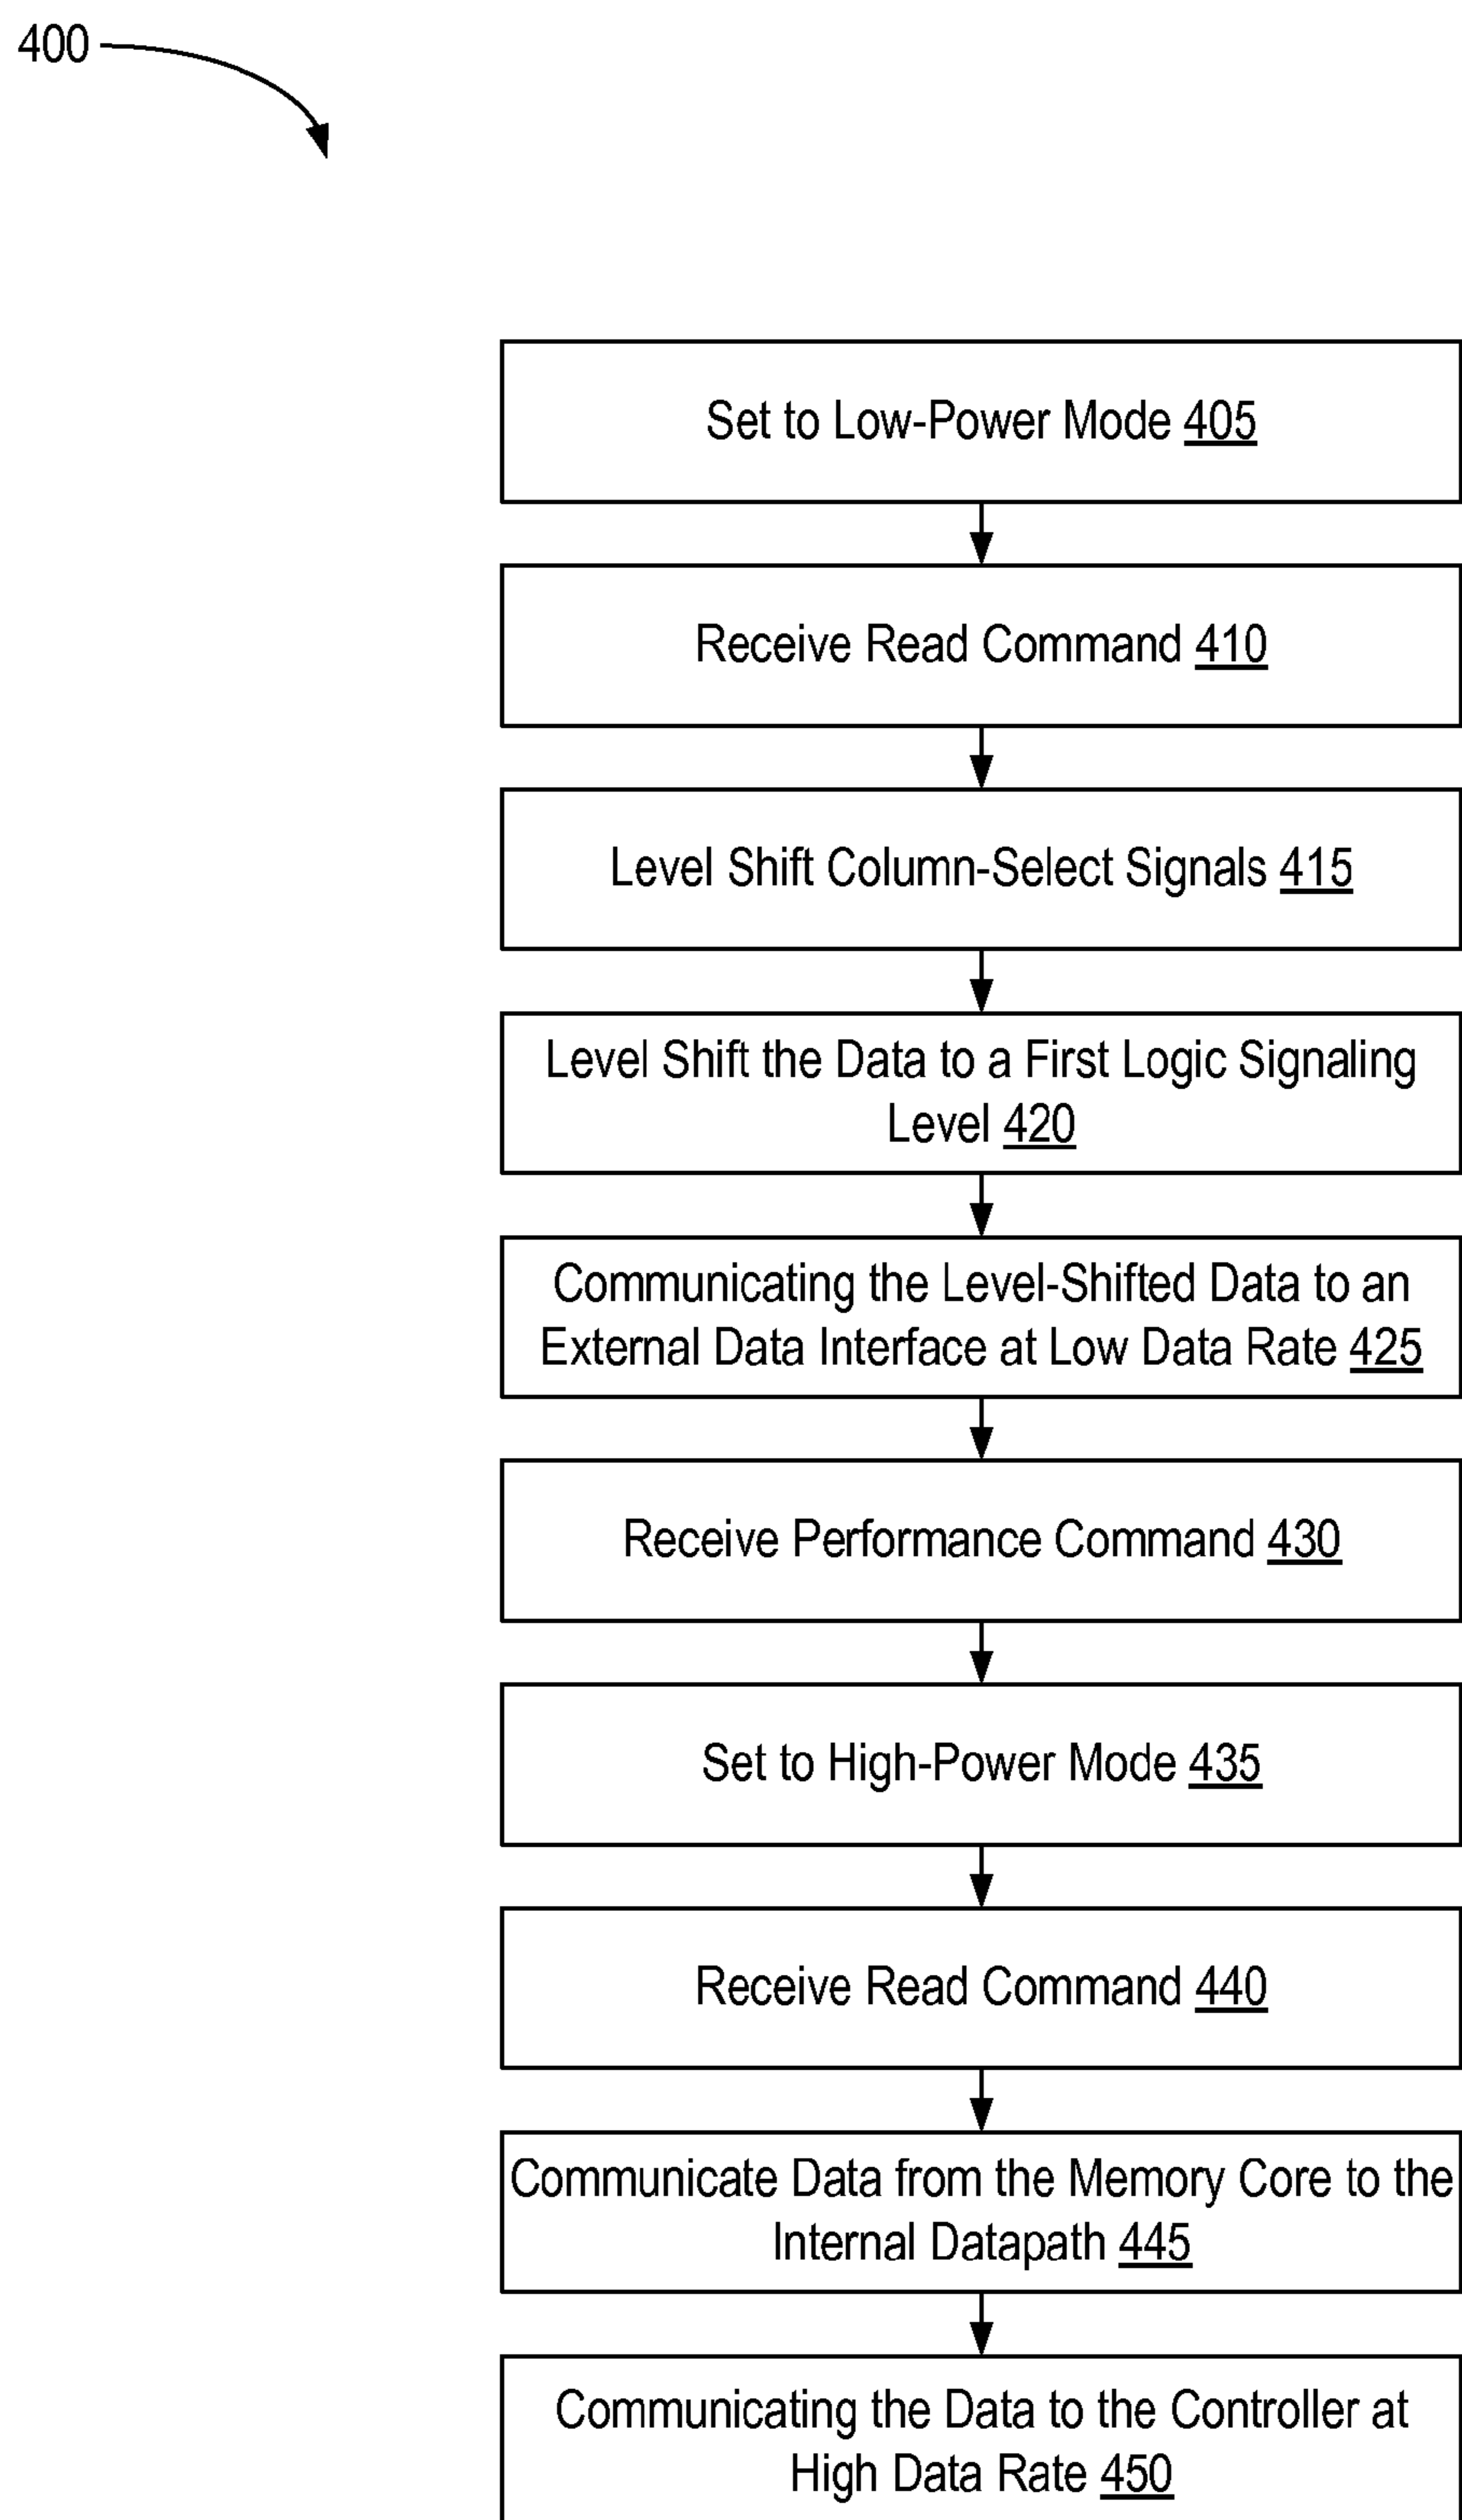 400
Set to Low-Power Mode 405
Receive Read Command 410
Level Shift Column-Select Signals 415
Level Shift the Data to a First Logic Signaling
Level 420
Communicating the Level-Shifted Data to an
External Data Interface at Low Data Rate 425
Receive Performance Command 430
Set to High-Power Mode 435
Receive Read Command 440
Communicate Data from the Memory Core to the
Internal Datapath 445
Communicating the Data to the Controller at
High Data Rate 450